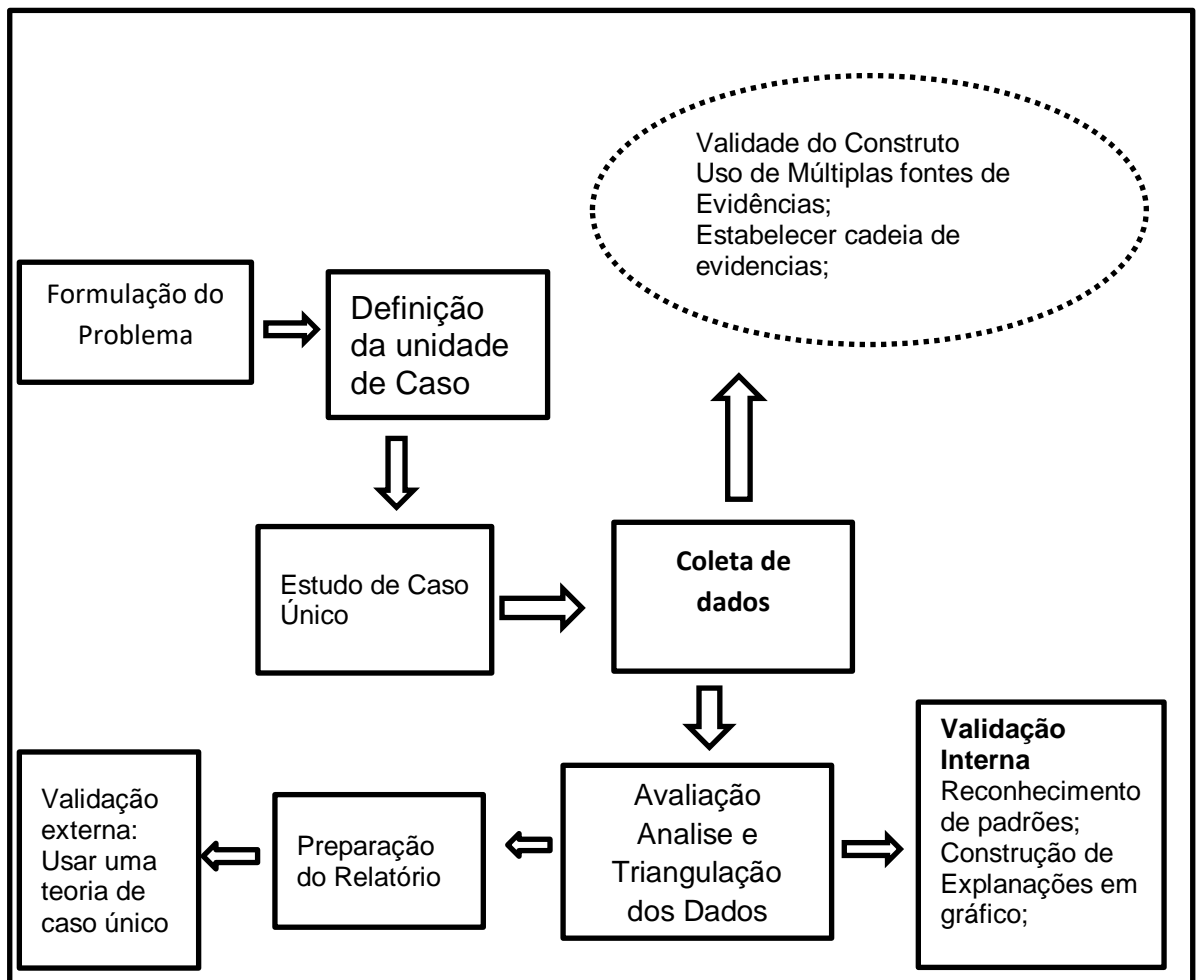 Validade do Construto
Uso de Múltiplas fontes de
Evidências;
Estabelecer cadeia de
evidencias;
Formulação do
Problema
Definição
da unidade
de Caso
Estudo de Caso
Único
Coleta de
dados
Validação
externa:
Usar uma
teoria de
caso único
Preparação
do Relatório
Avaliação
Analise e
Triangulação
dos Dados
Validação
Interna
Reconhecimento
de padrões;
Construção de
Explanações em
gráfico;